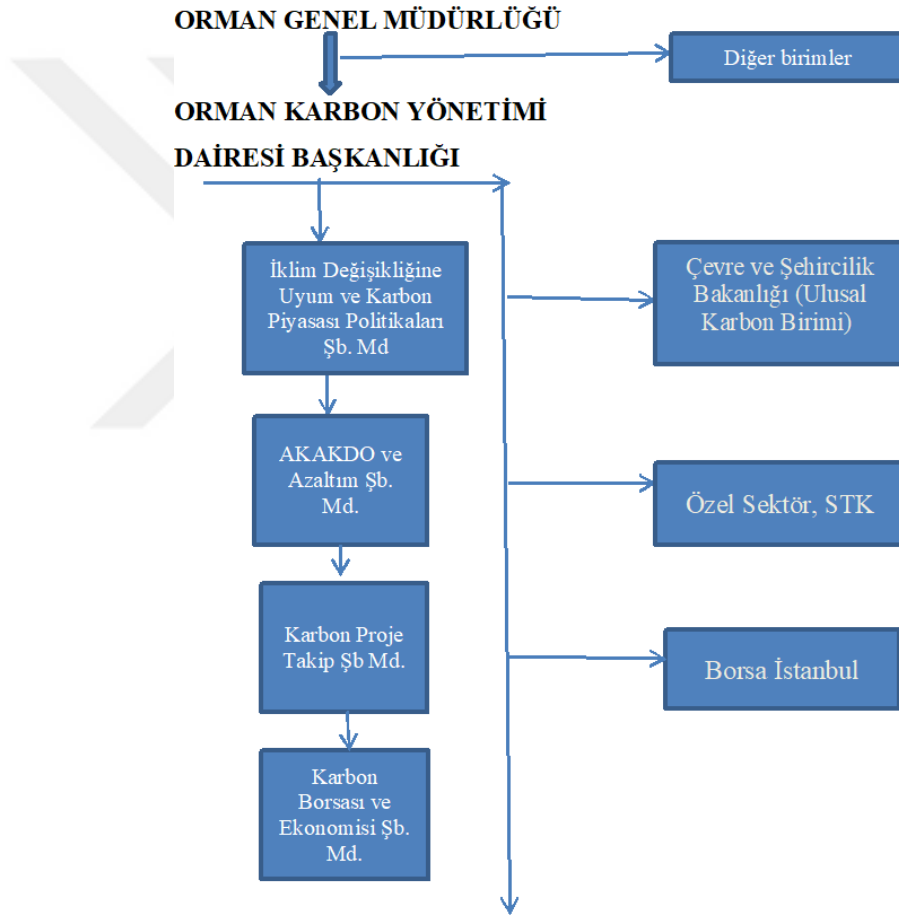 ORMAN GENEL MÜDÜRLÜĞÜ
Diğer birimler
ORMAN KARBON YÖNETİMİ
DAİRESİ BAŞKANLIĞI
İklim Değişikliğine
Uyum ve Karbon
Piyasası Politikaları
Şb. Md
AKAKDO ve
Azaltım Şb.
Md.
Karbon Proje
Takip Şb Md.
Karbon
Borsası ve
Ekonomisi Şb.
Md.
Çevre ve Şehircilik
Bakanlığı (Ulusal
Karbon Birimi)
Özel Sektör, STK
Borsa İstanbul